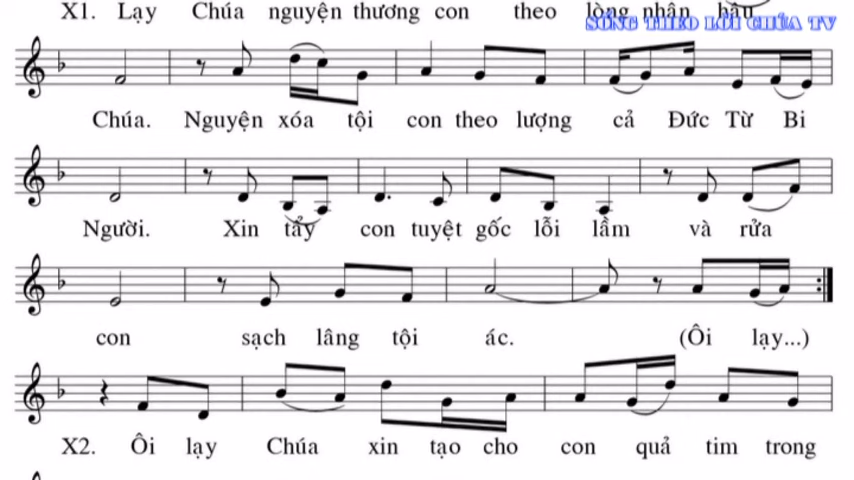 X1. Lạy Chúa nguyện thương con theo lòng nhân hậu
SỐNG THEO LỜI CHÚA TV
Chúa. Nguyện xóa tội con theo lượng cả Đức Từ Bi
Người. Xin tẩy con tuyệt gốc lỗi lầm và rửa
con sạch lâng tội ác. (Ôi lạy...)
X2. Ôi lạy Chúa xin tạo cho con quả tim trong